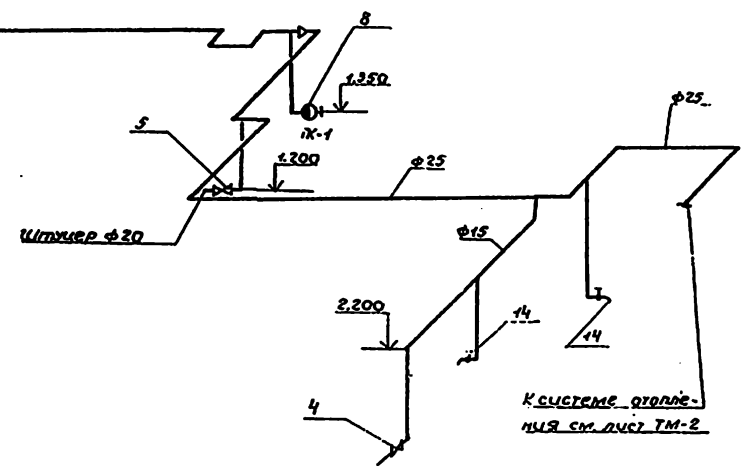 8
1.350
ф25
5
ПК-1
1.200
ф25
Штуцер ф20
ф15
2.200
14
14
К системе отопле-
ния см. лист ТМ-2
4